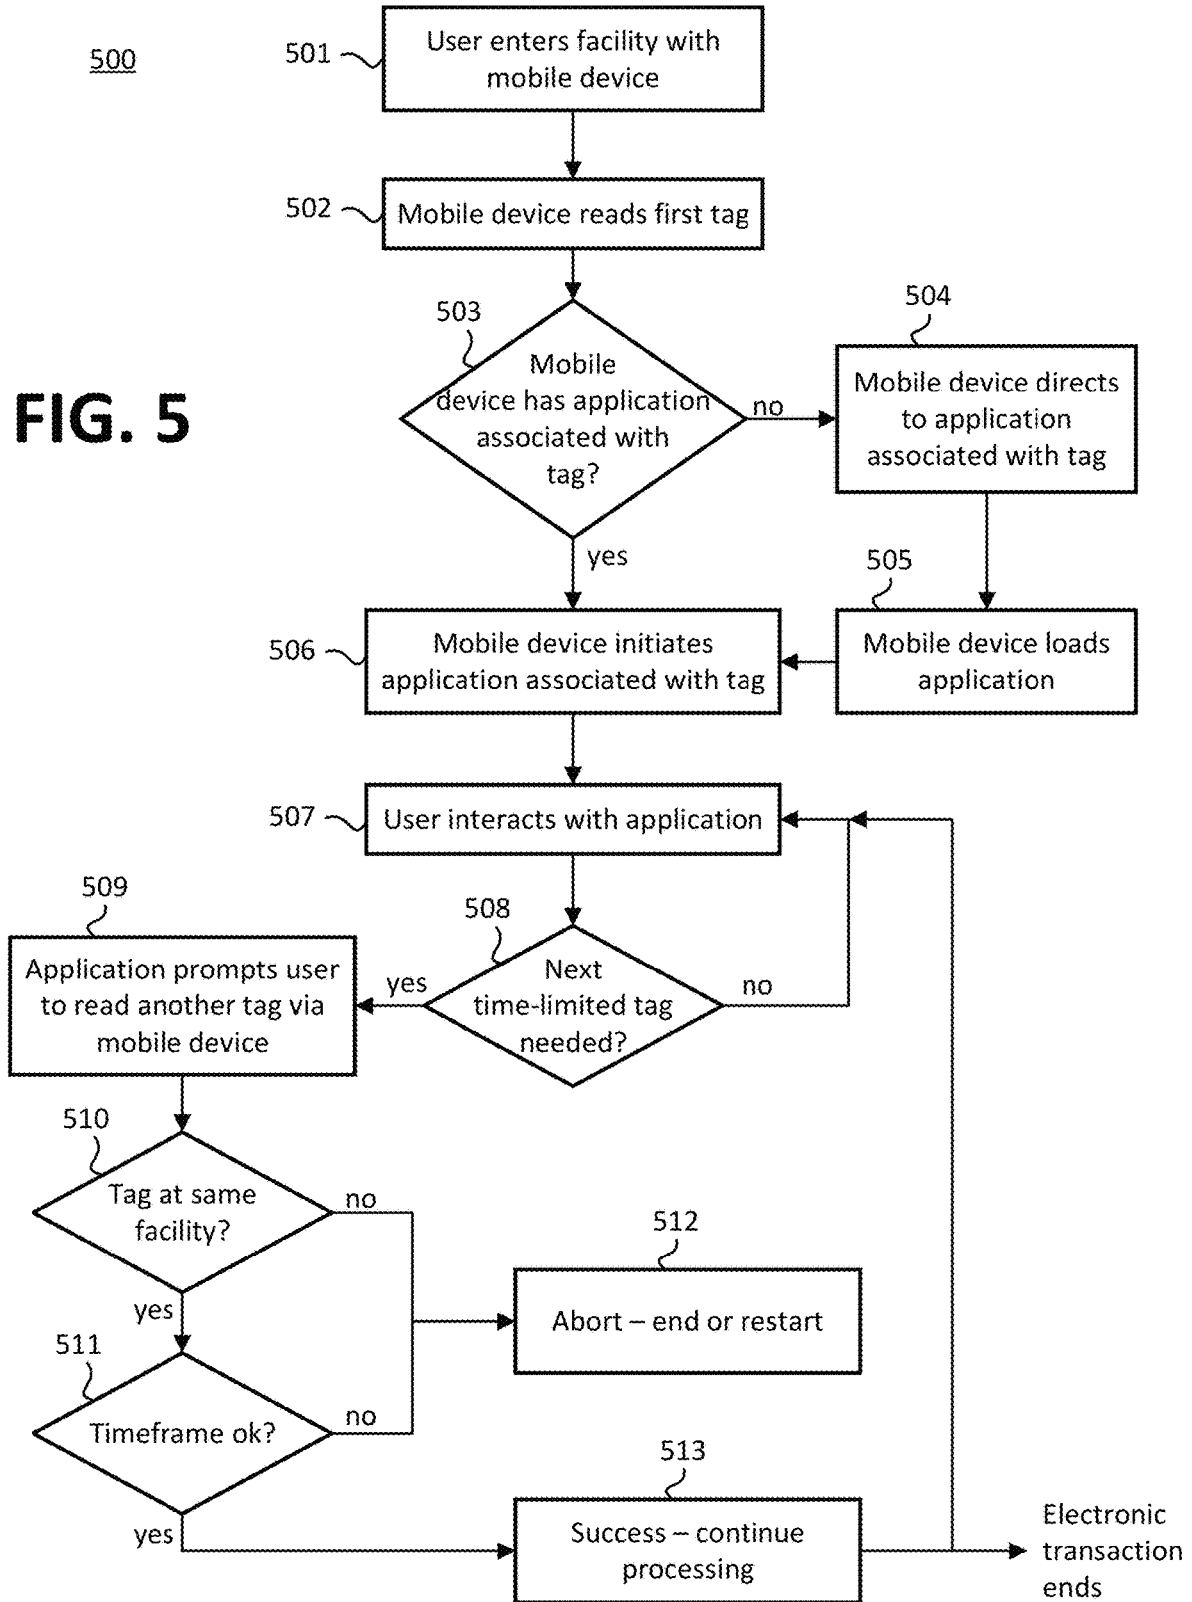 500
501
User enters facility with
mobile device
502
Mobile device reads first tag
503
Mobile
device has application
associated with
tag?
no
yes
504
Mobile device directs
to application
associated with tag
FIG. 5
505
Mobile device loads
application
506
Mobile device initiates
application associated with tag
507
User interacts with application
508
Next
time-limited tag
needed?
yes
no
509
Application prompts user
to read another tag via
mobile device
510
Tag at same
facility?
no
yes
511
Timeframe ok?
no
yes
512
Abort – end or restart
513
Success – continue
processing
Electronic
transaction
ends